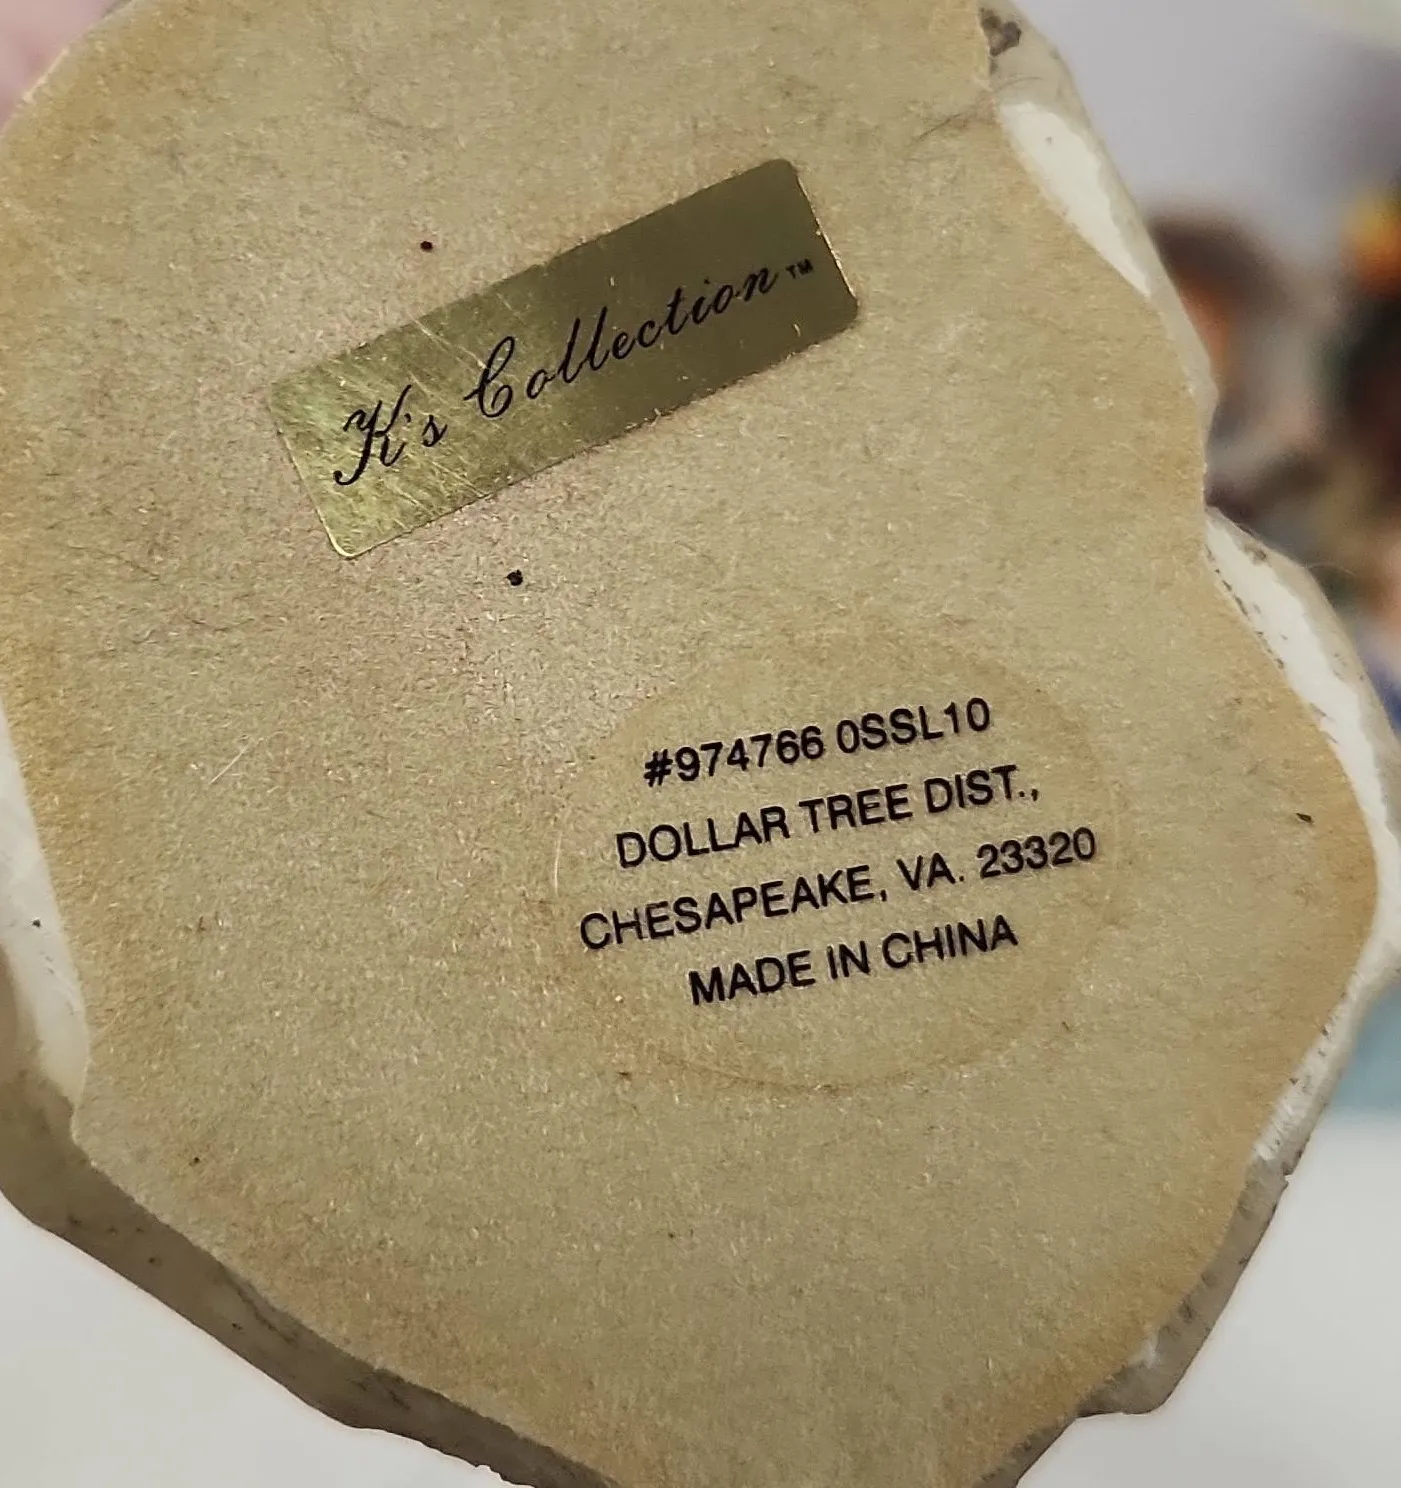 K's Collection™
#974766 0SSL10
DOLLAR TREE DIST.,
CHESAPEAKE, VA. 23320
MADE IN CHINA